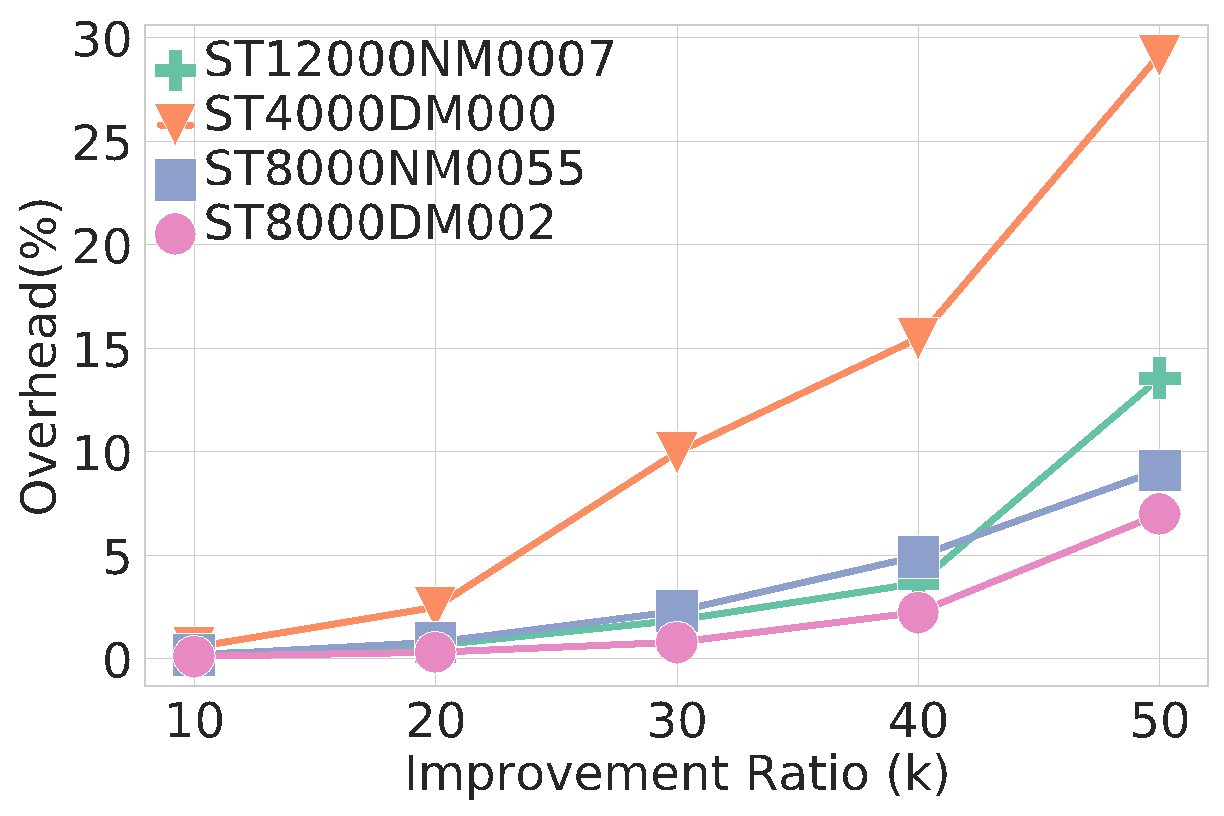 30
25
20
15
10
5
0
Overhead(%)
ST12000NM0007
ST4000DM000
ST8000NM0055
ST8000DM002
10 20 30 40 50
Improvement Ratio (k)